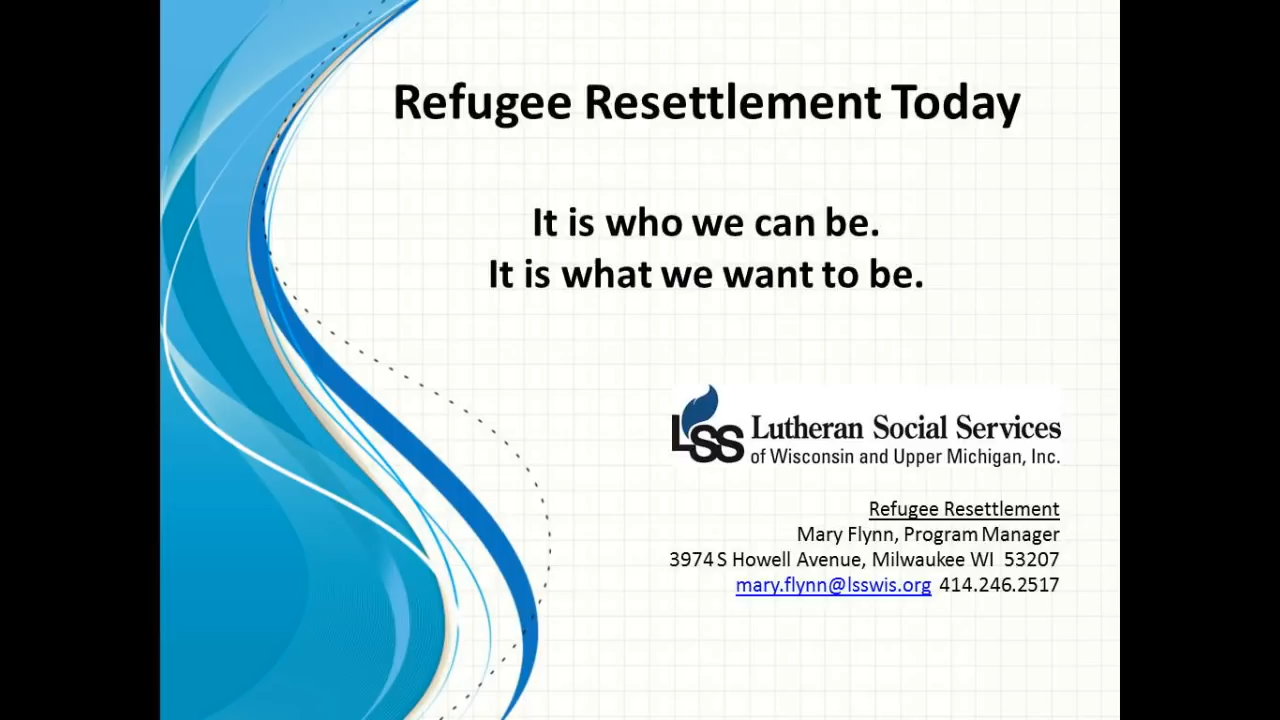 Refugee Resettlement Today
It is who we can be.
It is what we want to be.
LSS Lutheran Social Services
of Wisconsin and Upper Michigan, Inc.
Refugee Resettlement
Mary Flynn, Program Manager
3974 S Howell Avenue, Milwaukee WI 53207
mary.flynn@lsswis.org 414.246.2517